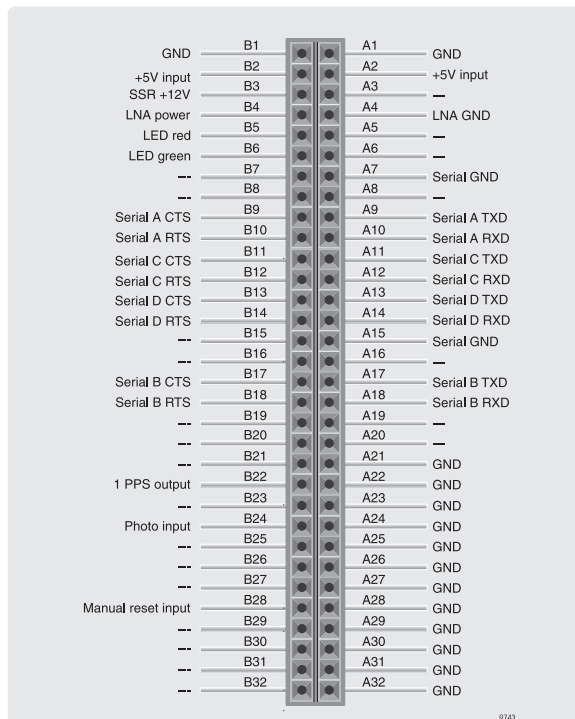 GND B1 A1 GND
+5V input B2 A2 +5V input
SSR +12V B3 A3 –
LNA power B4 A4 LNA GND
LED red B5 A5 –
LED green B6 A6 –
-- B7 A7 Serial GND
-- B8 A8 –
Serial A CTS B9 A9 Serial A TXD
Serial A RTS B10 A10 Serial A RXD
Serial C CTS B11 A11 Serial C TXD
Serial C RTS B12 A12 Serial C RXD
Serial D CTS B13 A13 Serial D TXD
Serial D RTS B14 A14 Serial D RXD
-- B15 A15 Serial GND
-- B16 A16 –
Serial B CTS B17 A17 Serial B TXD
Serial B RTS B18 A18 Serial B RXD
-- B19 A19 –
-- B20 A20 –
-- B21 A21 GND
1 PPS output B22 A22 GND
-- B23 A23 GND
Photo input B24 A24 GND
-- B25 A25 GND
-- B26 A26 GND
-- B27 A27 GND
Manual reset input B28 A28 GND
-- B29 A29 GND
-- B30 A30 GND
-- B31 A31 GND
-- B32 A32 GND
9743